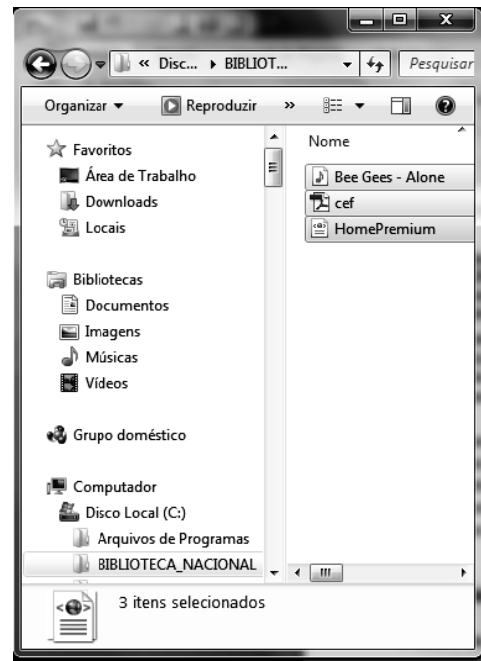 « Disc... ▸ BIBLIOT...
Pesquisar
Organizar ▾ Reproduzir »
Favoritos
Área de Trabalho
Downloads
Locais
Bibliotecas
Documentos
Imagens
Músicas
Vídeos
Grupo doméstico
Computador
Disco Local (C:)
Arquivos de Programas
BIBLIOTECA_NACIONAL
Nome
Bee Gees - Alone
cef
HomePremium
3 itens selecionados